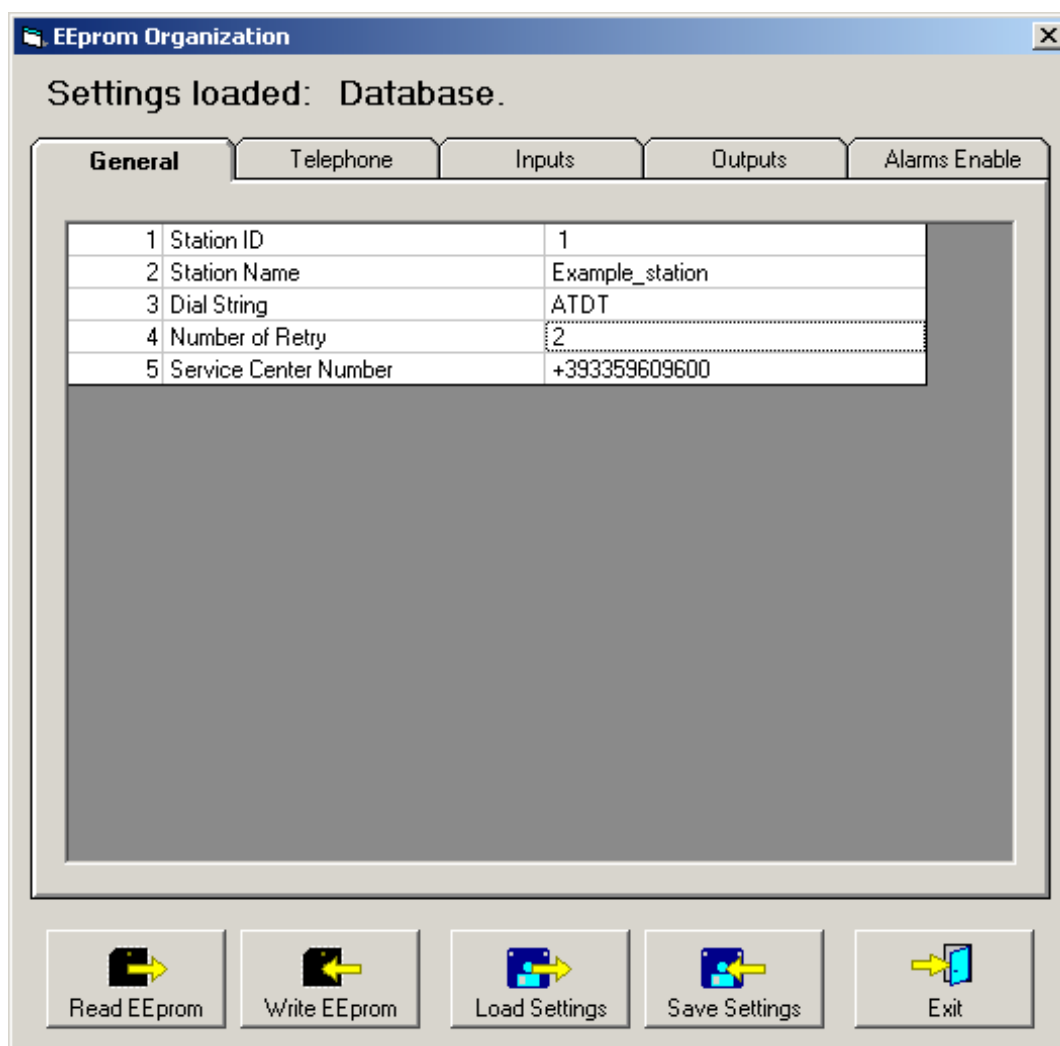 EEprom Organization
Settings loaded: Database.
General Telephone Inputs Outputs Alarms Enable
1 Station ID 1
2 Station Name Example_station
3 Dial String ATDT
4 Number of Retry 2
5 Service Center Number +393359609600
Read EEprom Write EEprom Load Settings Save Settings Exit